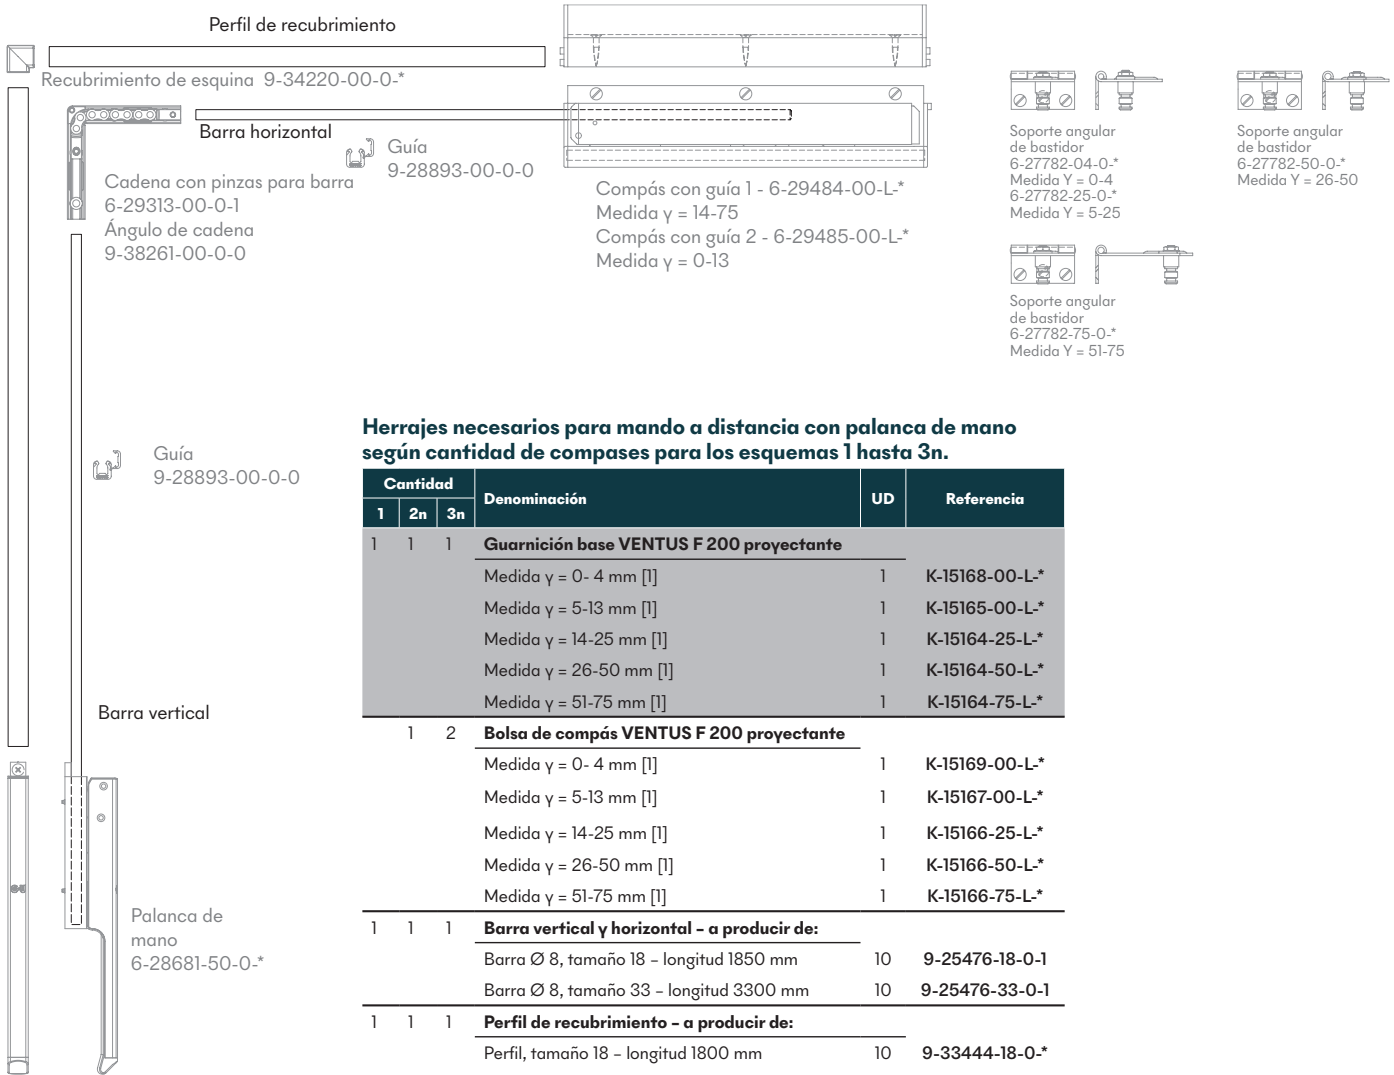 Perfil de recubrimiento
Recubrimiento de esquina 9-34220-00-0-*
Barra horizontal
Guía
9-28893-00-0-0
Cadena con pinzas para barra
6-29313-00-0-1
Ángulo de cadena
9-38261-00-0-0
Compás con guía 1 - 6-29484-00-L-*
Medida y = 14-75
Compás con guía 2 - 6-29485-00-L-*
Medida y = 0-13
Soporte angular
de bastidor
6-27782-04-0-*
Medida Y = 0-4
6-27782-25-0-*
Medida Y = 5-25
Soporte angular
de bastidor
6-27782-50-0-*
Medida Y = 26-50
Soporte angular
de bastidor
6-27782-75-0-*
Medida Y = 51-75
Guía
9-28893-00-0-0
Barra vertical
Palanca de
mano
6-28681-50-0-*
Herrajes necesarios para mando a distancia con palanca de mano
según cantidad de compases para los esquemas 1 hasta 3n.
Cantidad Denominación UD Referencia
1 2n 3n
1 1 1 Guarnición base VENTUS F 200 proyectante
Medida y = 0- 4 mm [1] 1 K-15168-00-L-*
Medida y = 5-13 mm [1] 1 K-15165-00-L-*
Medida y = 14-25 mm [1] 1 K-15164-25-L-*
Medida y = 26-50 mm [1] 1 K-15164-50-L-*
Medida y = 51-75 mm [1] 1 K-15164-75-L-*
1 2 Bolsa de compás VENTUS F 200 proyectante
Medida y = 0- 4 mm [1] 1 K-15169-00-L-*
Medida y = 5-13 mm [1] 1 K-15167-00-L-*
Medida y = 14-25 mm [1] 1 K-15166-25-L-*
Medida y = 26-50 mm [1] 1 K-15166-50-L-*
Medida y = 51-75 mm [1] 1 K-15166-75-L-*
1 1 1 Barra vertical y horizontal – a producir de:
Barra Ø 8, tamaño 18 – longitud 1850 mm 10 9-25476-18-0-1
Barra Ø 8, tamaño 33 – longitud 3300 mm 10 9-25476-33-0-1
1 1 1 Perfil de recubrimiento – a producir de:
Perfil, tamaño 18 – longitud 1800 mm 10 9-33444-18-0-*